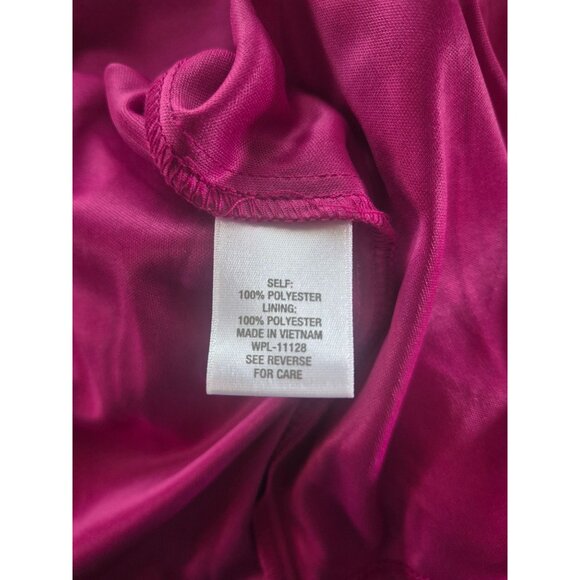 SELF:
100% POLYESTER
LINING:
100% POLYESTER
MADE IN VIETNAM
WPL-11128
SEE REVERSE
FOR CARE